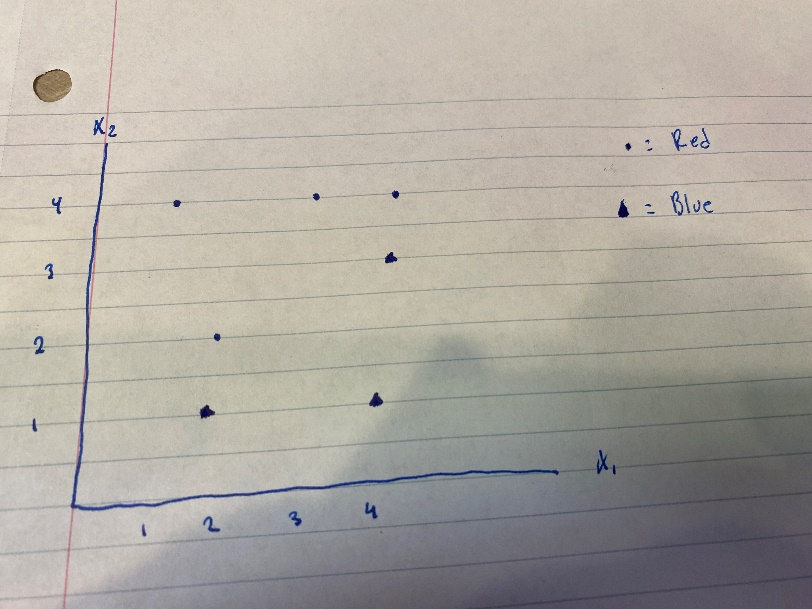 X2
• = Red
▲ = Blue
4
3
2
1
X1
1 2 3 4